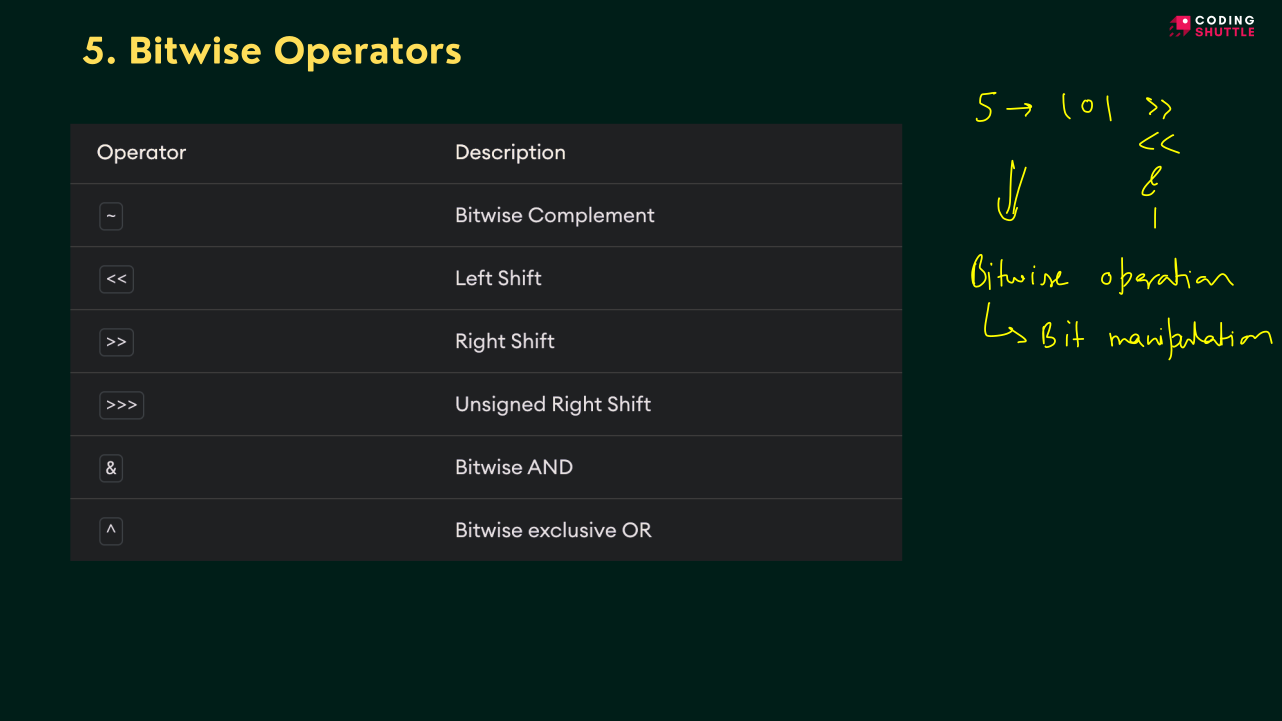 CODING
SHUTTLE
5. Bitwise Operators
Operator Description
~ Bitwise Complement
<< Left Shift
>> Right Shift
>>> Unsigned Right Shift
& Bitwise AND
^ Bitwise exclusive OR
5 → 101 >>
<<
&
|
Bitwise operation
Bit manipulation